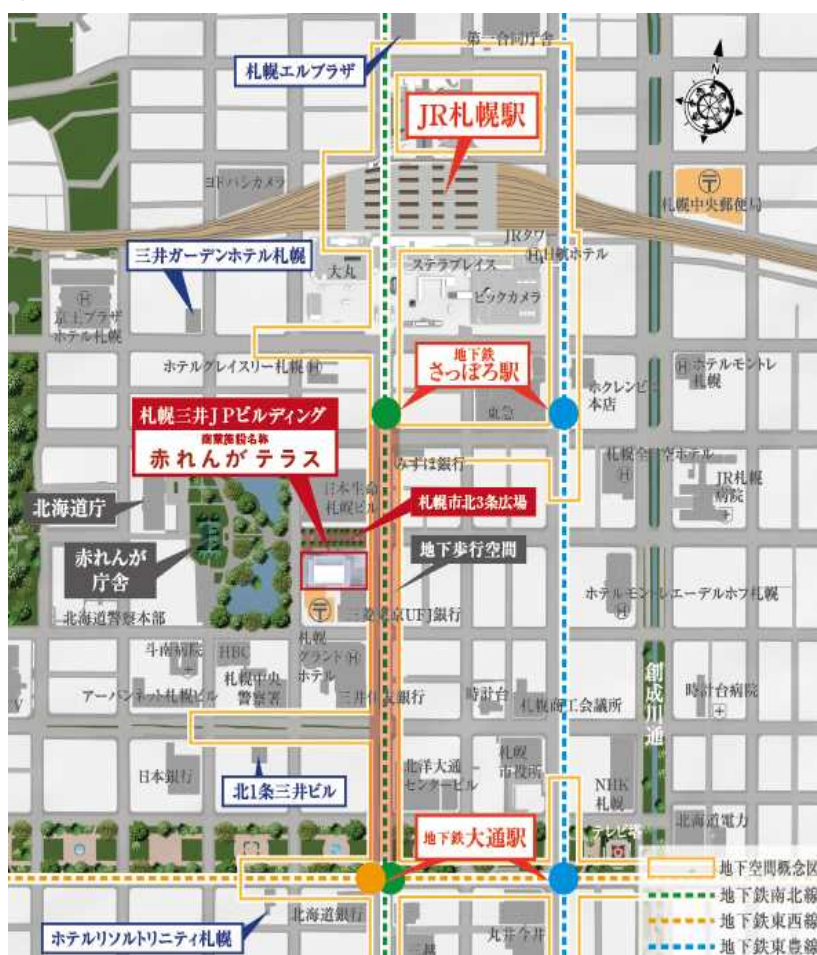 第一合同庁舎
札幌エルプラザ
N
JR札幌駅
ヨドバシカメラ
札幌中央郵便局
JRタワー
H日航ホテル
三井ガーデンホテル札幌
大丸
ステラプレイス
ビックカメラ
H
京王プラザ
ホテル札幌
ホテルグレイスリー札幌H
地下鉄
さっぽろ駅
ホクレンビル
本店
Hホテルモントレ
札幌
東急
札幌三井JPビルディング
商業施設名称
赤れんがテラス
みずほ銀行
札幌全日空ホテル
H
JR札幌
病院
北海道庁
日本生命
札幌ビル
札幌市北3条広場
赤れんが
庁舎
地下歩行空間
ホテルモントレエーデルホフ札幌
H
北海道警察本部
〒
三菱東京UFJ銀行
斗南病院
HBC
札幌
グランドH
ホテル
札幌中央
警察署
アーバンネット札幌ビル
三井住友銀行
時計台
札幌商工会議所
時計台病院
創成川通
V
日本銀行
北1条三井ビル
北洋大通
センタービル
札幌
市役所
NHK
札幌
北海道電力
テレビ塔
地下鉄大通駅
地下空間概念図
地下鉄南北線
地下鉄東西線
地下鉄東豊線
北海道銀行
ホテルリソルトリニティ札幌
三越
丸井今井